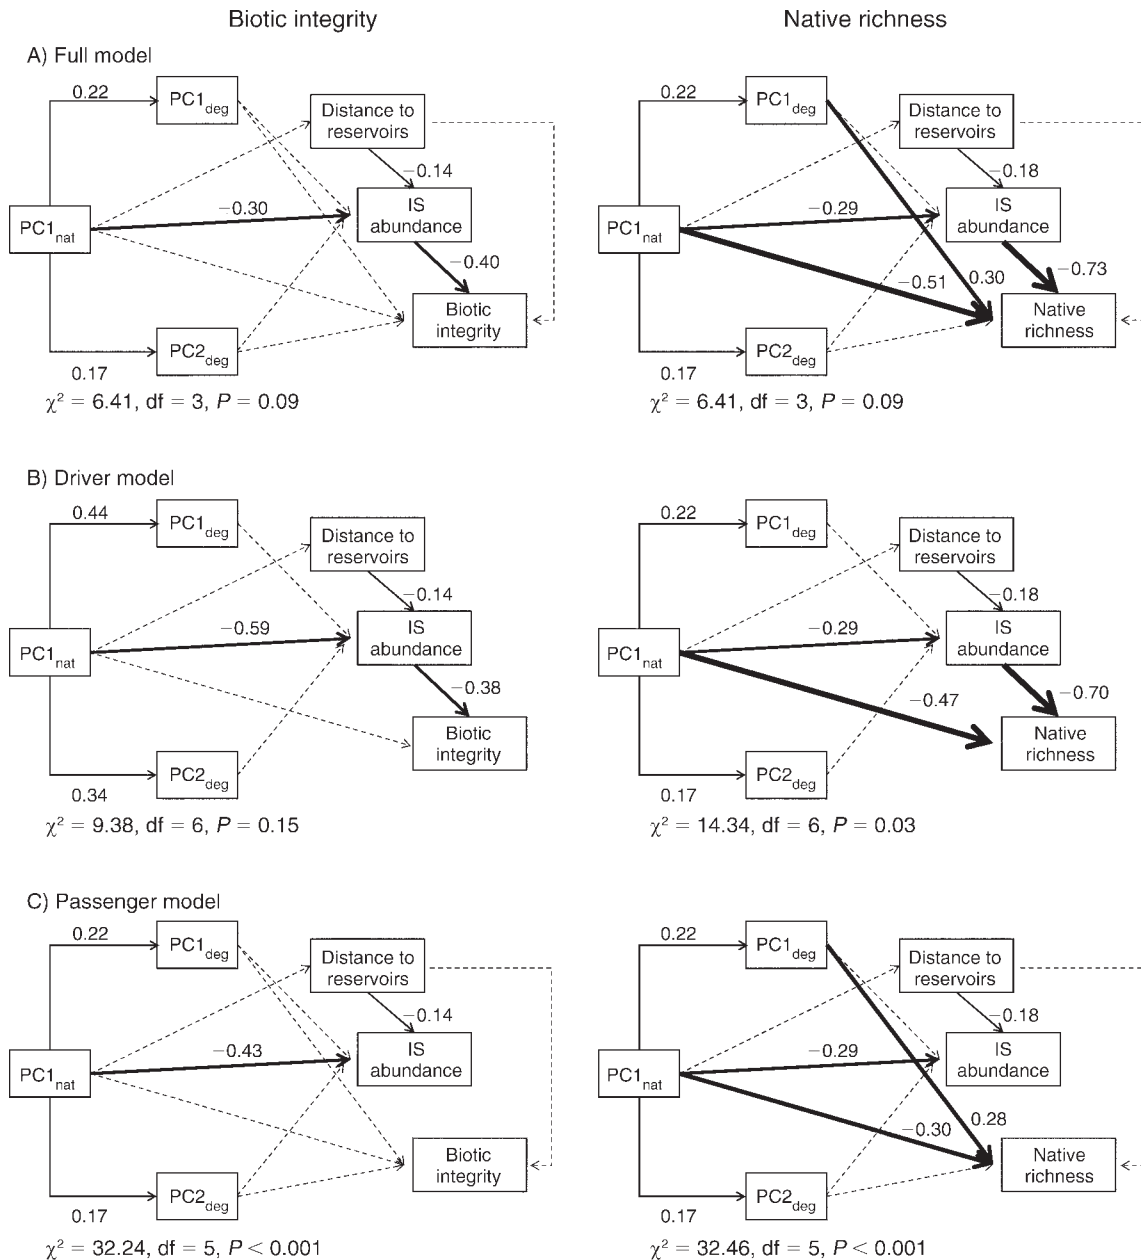 Biotic integrity
Native richness
A) Full model
0.22
PC1deg
Distance to
reservoirs
−0.14
−0.30
IS
abundance
PC1nat
−0.40
Biotic
integrity
PC2deg
0.17
χ² = 6.41, df = 3, P = 0.09
0.22
PC1deg
Distance to
reservoirs
−0.18
−0.29
IS
abundance
PC1nat
−0.51
0.30
−0.73
Native
richness
PC2deg
0.17
χ² = 6.41, df = 3, P = 0.09
B) Driver model
0.44
PC1deg
Distance to
reservoirs
−0.14
−0.59
IS
abundance
PC1nat
−0.38
Biotic
integrity
PC2deg
0.34
χ² = 9.38, df = 6, P = 0.15
0.22
PC1deg
Distance to
reservoirs
−0.18
−0.29
IS
abundance
PC1nat
−0.47
−0.70
Native
richness
PC2deg
0.17
χ² = 14.34, df = 6, P = 0.03
C) Passenger model
0.22
PC1deg
Distance to
reservoirs
−0.14
−0.43
IS
abundance
PC1nat
Biotic
integrity
PC2deg
0.17
χ² = 32.24, df = 5, P < 0.001
0.22
PC1deg
Distance to
reservoirs
−0.18
−0.29
IS
abundance
PC1nat
−0.30
0.28
Native
richness
PC2deg
0.17
χ² = 32.46, df = 5, P < 0.001